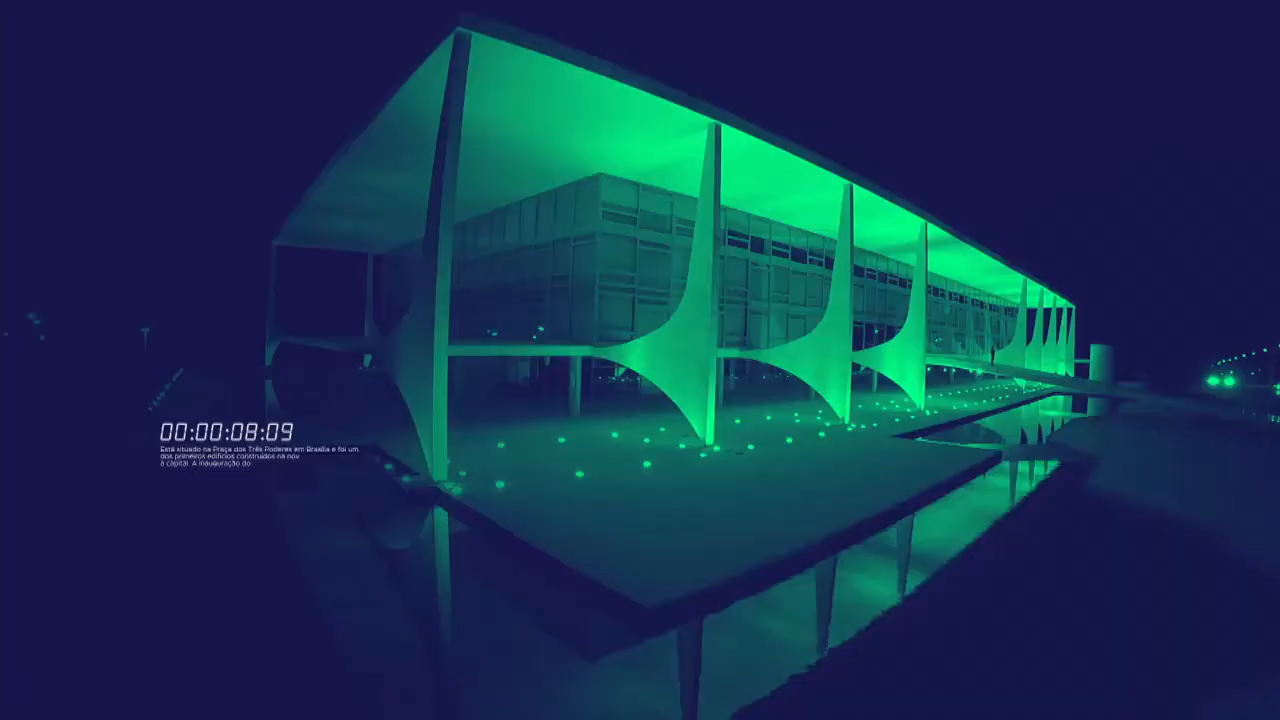 00:00:08:09
Está situado na Praça dos Três Poderes em Brasília e foi um
dos primeiros edifícios construídos na nov
a capital. A inauguração do